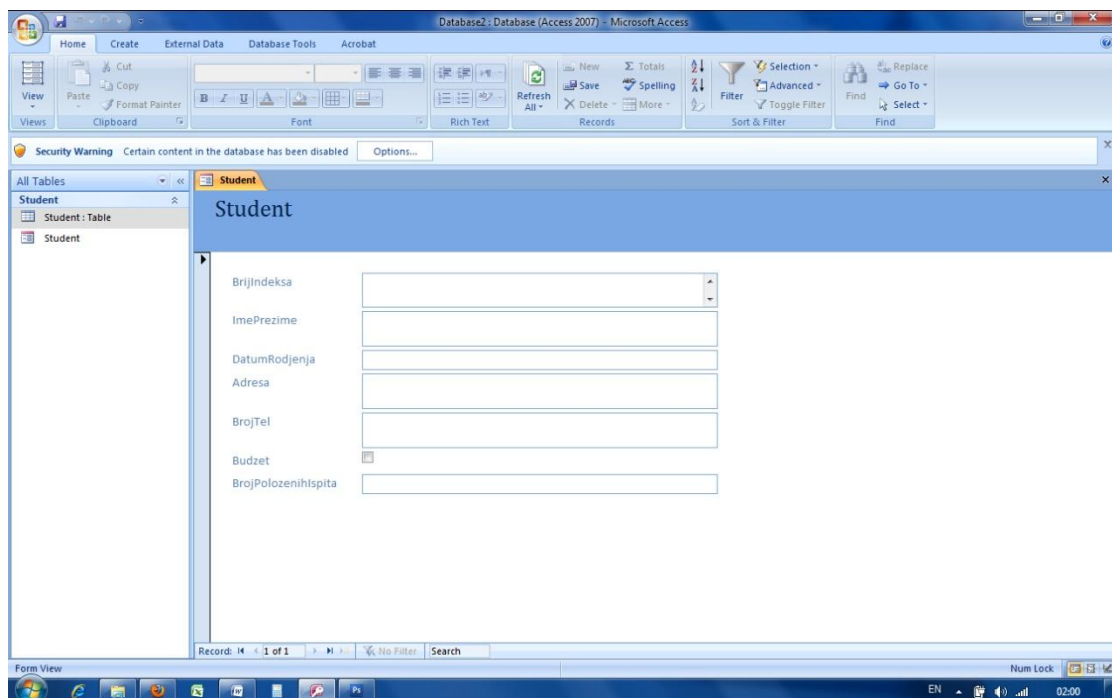 Database2 : Database (Access 2007) - Microsoft Access
Home Create External Data Database Tools Acrobat
View
Views
Paste
Cut
Copy
Format Painter
Clipboard
B I U A
Font
Rich Text
Refresh All
New
Save
Delete
Totals
Spelling
More
Records
Filter
Selection
Advanced
Toggle Filter
Sort & Filter
Find
Replace
Go To
Select
Find
Security Warning Certain content in the database has been disabled Options...
All Tables
Student
Student : Table
Student
Student
Student
BrijIndeksa
ImePrezime
DatumRodjenja
Adresa
BrojTel
Budzet
BrojPolozenihIspita
Record: 1 of 1 No Filter Search
Form View Num Lock
W Ps EN 02:00